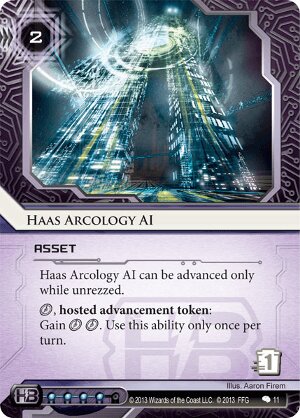 2
HAAS ARCOLOGY AI
ASSET
Haas Arcology AI can be advanced only
while unrezzed.
, hosted advancement token:
Gain . Use this ability only once per
turn.
1
Illus. Aaron Firem
HB
© 2013 Wizards of the Coast LLC. © 2013 FFG
11